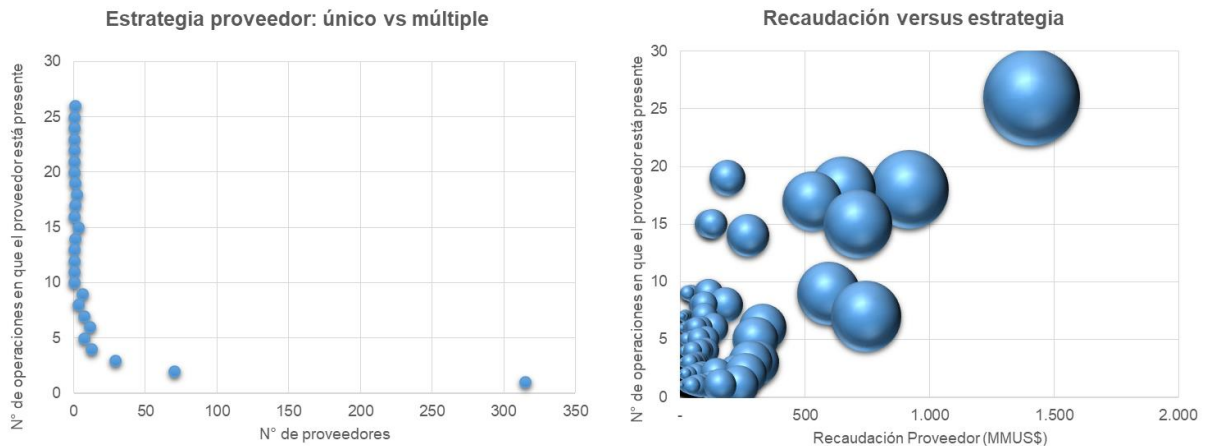 Estrategia proveedor: único vs múltiple
N° de operaciones en que el proveedor está presente
30
25
20
15
10
5
0
0 50 100 150 200 250 300 350
N° de proveedores
Recaudación versus estrategia
N° de operaciones en que el proveedor está presente
30
25
20
15
10
5
0
- 500 1.000 1.500 2.000
Recaudación Proveedor (MMUS$)